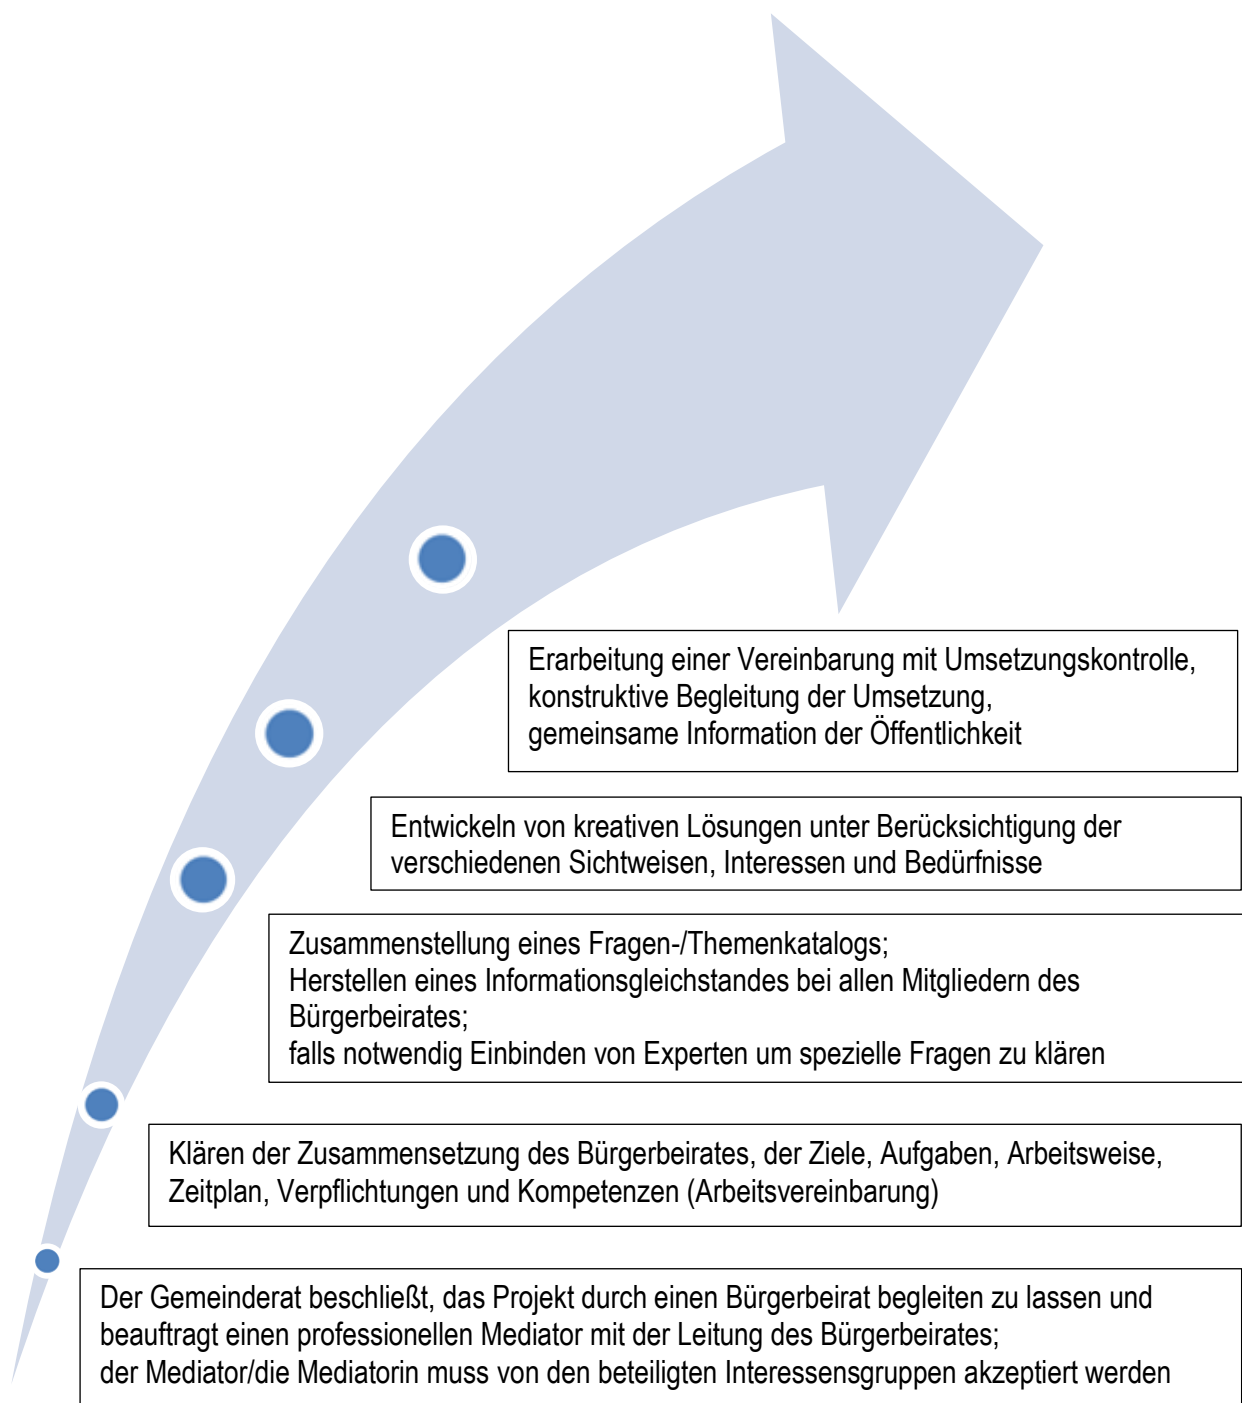 Erarbeitung einer Vereinbarung mit Umsetzungskontrolle,
konstruktive Begleitung der Umsetzung,
gemeinsame Information der Öffentlichkeit
Entwickeln von kreativen Lösungen unter Berücksichtigung der
verschiedenen Sichtweisen, Interessen und Bedürfnisse
Zusammenstellung eines Fragen-/Themenkatalogs;
Herstellen eines Informationsgleichstandes bei allen Mitgliedern des
Bürgerbeirates;
falls notwendig Einbinden von Experten um spezielle Fragen zu klären
Klären der Zusammensetzung des Bürgerbeirates, der Ziele, Aufgaben, Arbeitsweise,
Zeitplan, Verpflichtungen und Kompetenzen (Arbeitsvereinbarung)
Der Gemeinderat beschließt, das Projekt durch einen Bürgerbeirat begleiten zu lassen und
beauftragt einen professionellen Mediator mit der Leitung des Bürgerbeirates;
der Mediator/die Mediatorin muss von den beteiligten Interessensgruppen akzeptiert werden